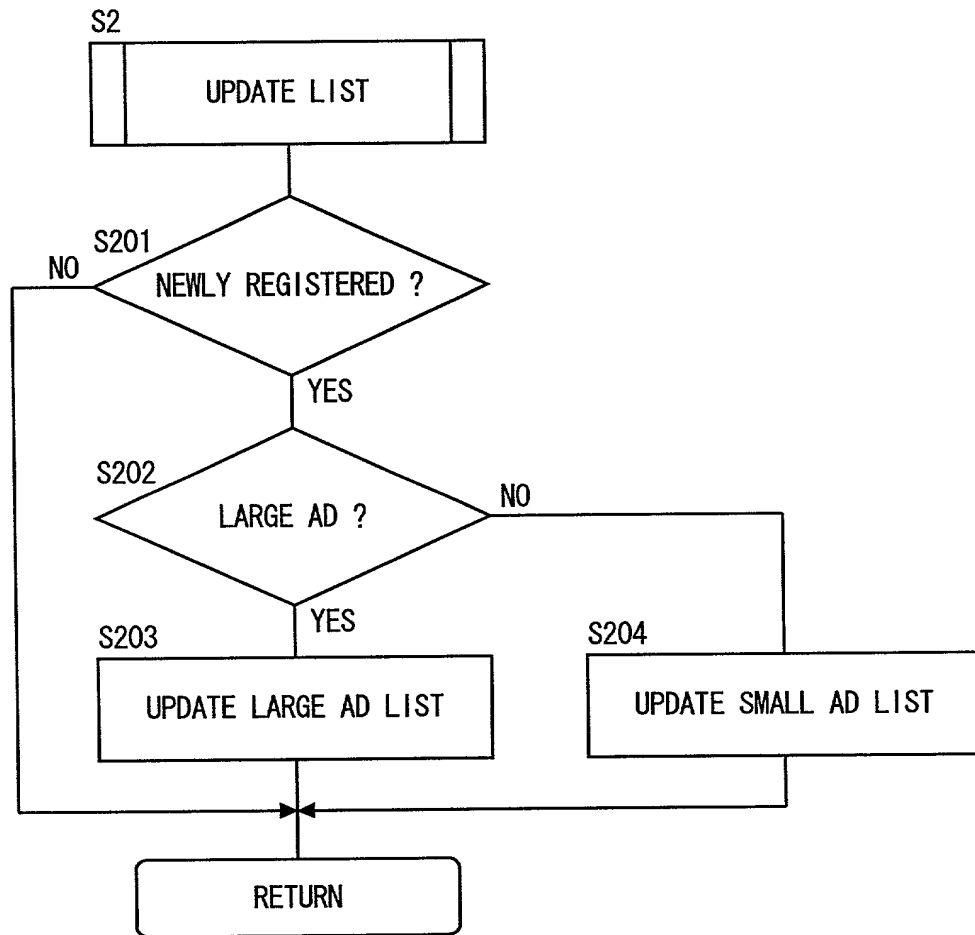 S2
UPDATE LIST
S201
NO
NEWLY REGISTERED ?
YES
S202
NO
LARGE AD ?
YES
S203
S204
UPDATE LARGE AD LIST
UPDATE SMALL AD LIST
RETURN